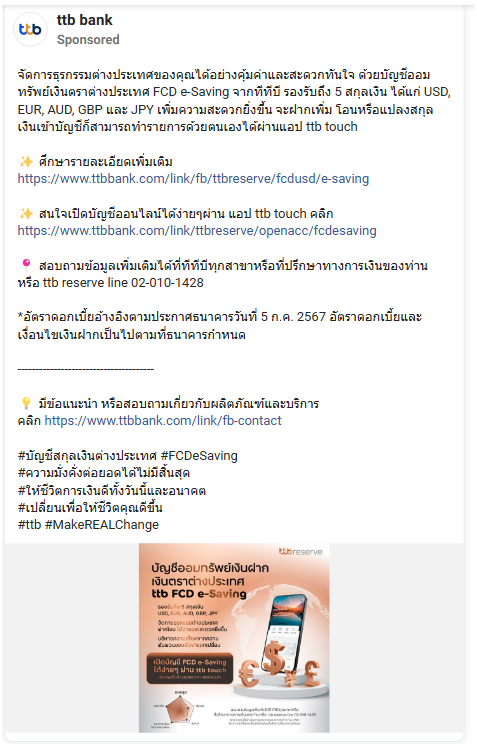 ttb bank
Sponsored
จัดการธุรกรรมต่างประเทศของคุณได้อย่างคุ้มค่าและสะดวกทันใจ ด้วยบัญชีออม
ทรัพย์เงินตราต่างประเทศ FCD e-Saving จากทีทีบี รองรับถึง 5 สกุลเงิน ได้แก่ USD,
EUR, AUD, GBP และ JPY เพิ่มความสะดวกยิ่งขึ้น จะฝากเพิ่ม โอนหรือแปลงสกุล
เงินเข้าบัญชีก็สามารถทำรายการด้วยตนเองได้ผ่านแอป ttb touch
✨ ศึกษารายละเอียดเพิ่มเติม
https://www.ttbbank.com/link/fb/ttbreserve/fcdusd/e-saving
✨ สนใจเปิดบัญชีออนไลน์ได้ง่ายๆผ่าน แอป ttb touch คลิก
https://www.ttbbank.com/link/ttbreserve/openacc/fcdesaving
📍 สอบถามข้อมูลเพิ่มเติมได้ที่ทีทีบีทุกสาขาหรือที่ปรึกษาทางการเงินของท่าน
หรือ ttb reserve line 02-010-1428
*อัตราดอกเบี้ยอ้างอิงตามประกาศธนาคารวันที่ 5 ก.ค. 2567 อัตราดอกเบี้ยและ
เงื่อนไขเงินฝากเป็นไปตามที่ธนาคารกำหนด
--------------------------------------
💡 มีข้อแนะนำ หรือสอบถามเกี่ยวกับผลิตภัณฑ์และบริการ
คลิก https://www.ttbbank.com/link/fb-contact
#บัญชีสกุลเงินต่างประเทศ #FCDeSaving
#ความมั่งคั่งต่อยอดได้ไม่มีสิ้นสุด
#ให้ชีวิตการเงินดีทั้งวันนี้และอนาคต
#เปลี่ยนเพื่อให้ชีวิตคุณดีขึ้น
#ttb #MakeREALChange
ttb reserve
บัญชีออมทรัพย์เงินฝาก
เงินตราต่างประเทศ
ttb FCD e-Saving
รองรับถึง 5 สกุลเงิน
USD, EUR, AUD, GBP, JPY
จัดการธุรกรรมต่างประเทศ
เปิดบัญชี FCD e-Saving
ได้ง่ายๆ ผ่าน ttb touch